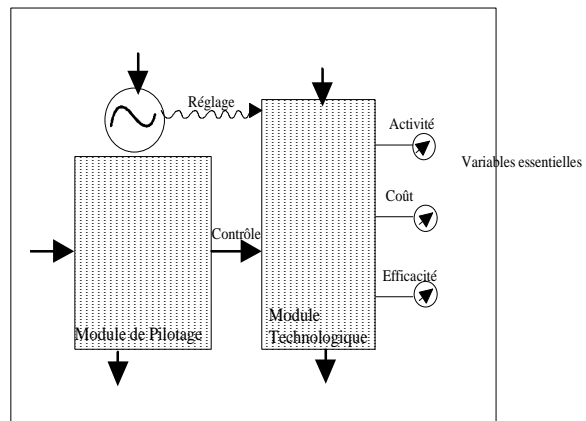 Réglage
Activité
Variables essentielles
Coût
Contrôle
Efficacité
Module de Pilotage
Module
Technologique